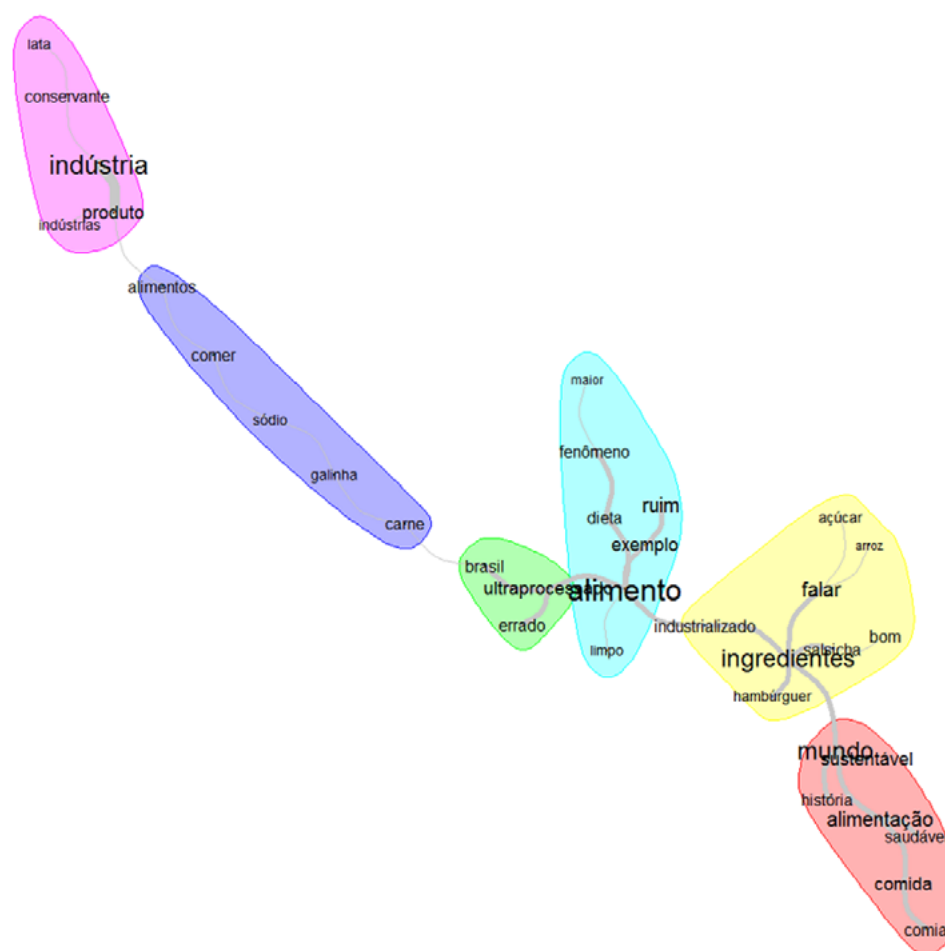 lata
conservante
indústria
produto
indústrias
alimentos
comer
sódio
galinha
carne
brasil
ultraprocessado
errado
maior
fenômeno
ruim
dieta
exemplo
alimento
limpo
industrializado
açúcar
arroz
falar
bom
salsicha
ingredientes
hambúrguer
mundo
sustentável
história
alimentação
saudáve
comida
comia